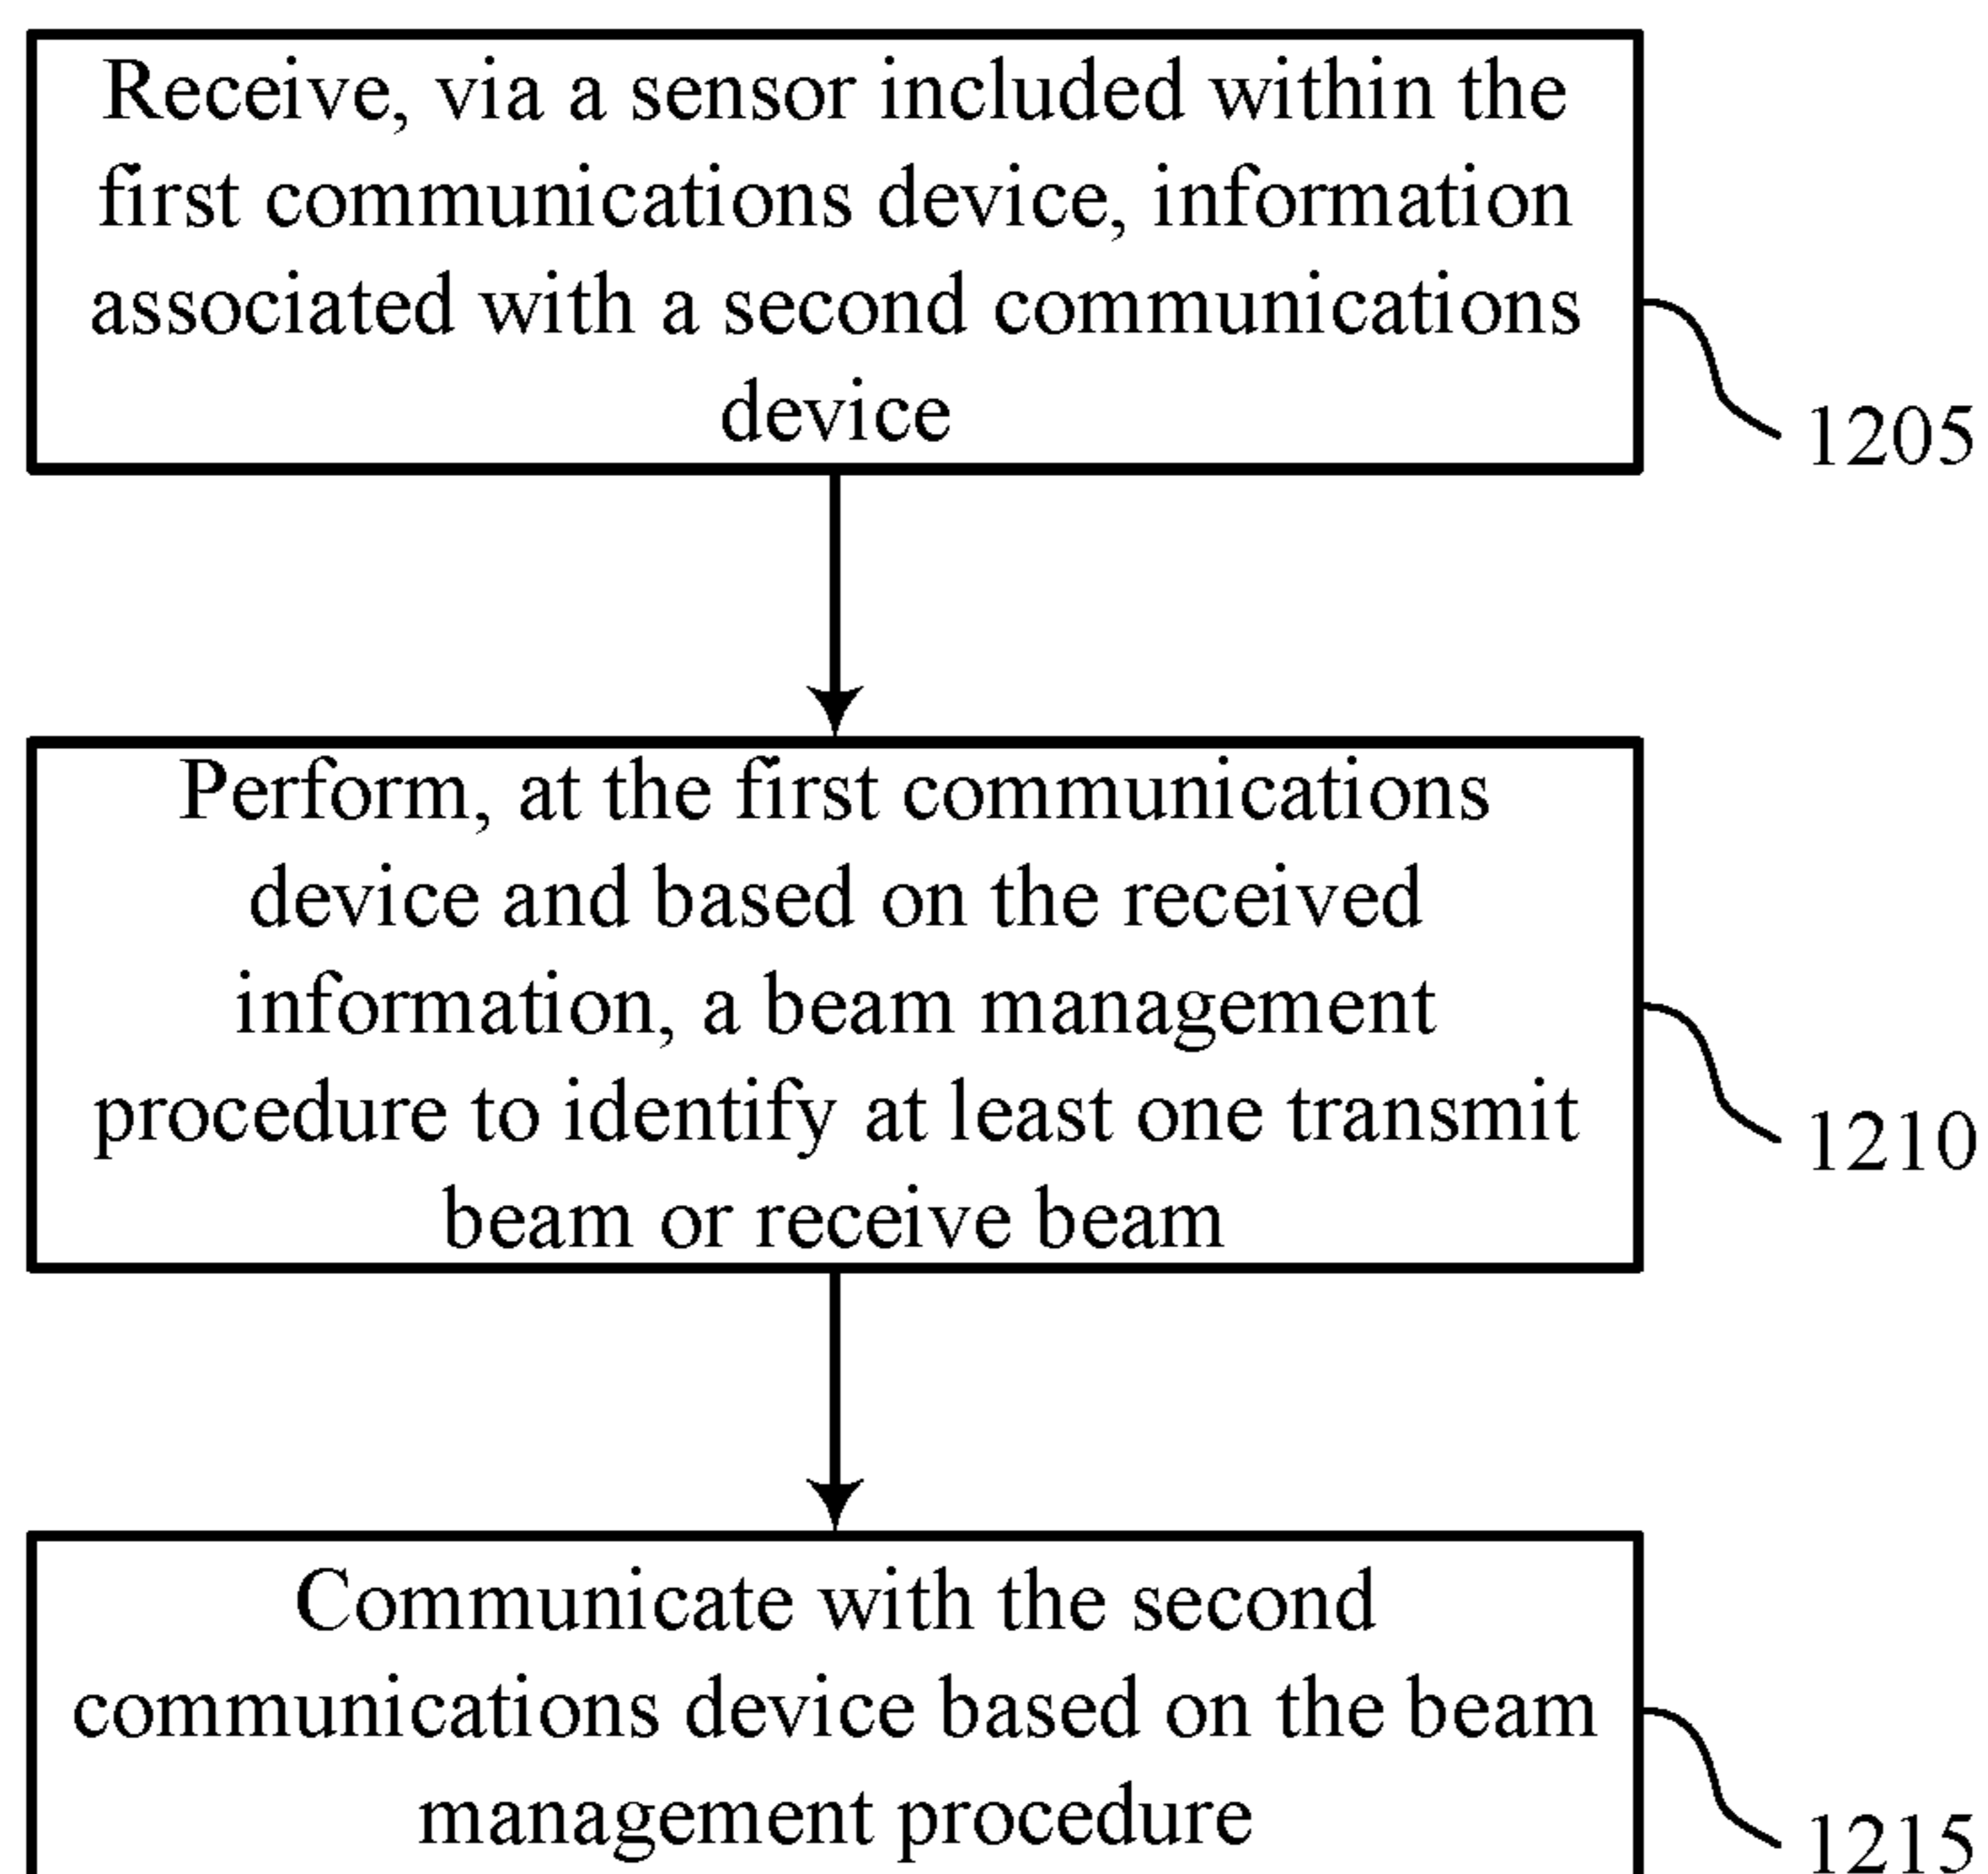 Receive, via a sensor included within the
first communications device, information
associated with a second communications
device
1205
Perform, at the first communications
device and based on the received
information, a beam management
procedure to identify at least one transmit
beam or receive beam
1210
Communicate with the second
communications device based on the beam
management procedure
1215